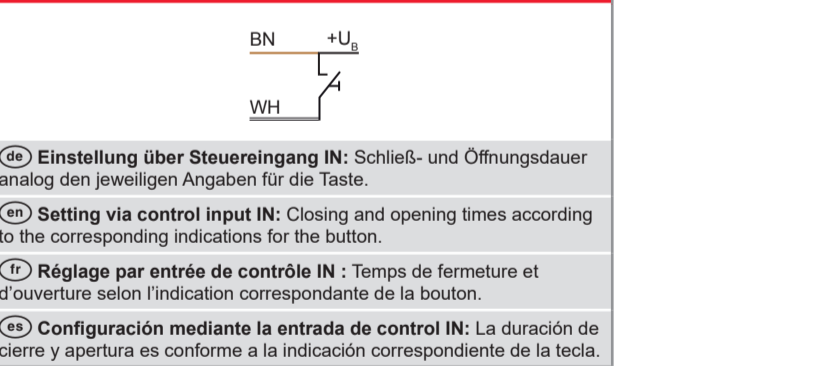 BN +UB
WH
de Einstellung über Steuereingang IN: Schließ- und Öffnungsdauer
analog den jeweiligen Angaben für die Taste.
en Setting via control input IN: Closing and opening times according
to the corresponding indications for the button.
fr Réglage par entrée de contrôle IN : Temps de fermeture et
d'ouverture selon l'indication correspondante de la bouton.
es Configuración mediante la entrada de control IN: La duración de
cierre y apertura es conforme a la indicación correspondiente de la tecla.